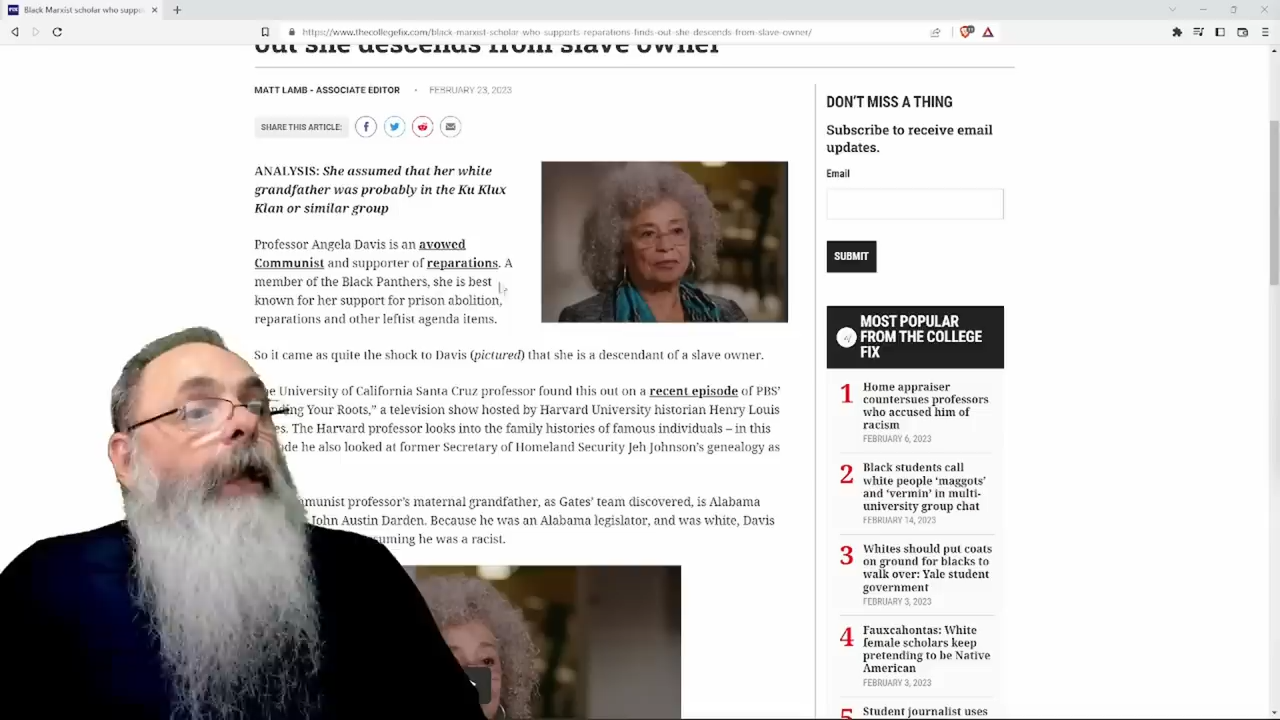 Black Marxist scholar who suppo
https://www.thecollegefix.com/black-marxist-scholar-who-supports-reparations-finds-out-she-descends-from-slave-owner/
out she descends from slave owner
MATT LAMB - ASSOCIATE EDITOR • FEBRUARY 23, 2023
SHARE THIS ARTICLE:
ANALYSIS: She assumed that her white
grandfather was probably in the Ku Klux
Klan or similar group
Professor Angela Davis is an avowed
Communist and supporter of reparations. A
member of the Black Panthers, she is best
known for her support for prison abolition,
reparations and other leftist agenda items.
So it came as quite the shock to Davis (pictured) that she is a descendant of a slave owner.
University of California Santa Cruz professor found this out on a recent episode of PBS'
Your Roots," a television show hosted by Harvard University historian Henry Louis
The Harvard professor looks into the family histories of famous individuals – in this
he also looked at former Secretary of Homeland Security Jeh Johnson's genealogy as
professor's maternal grandfather, as Gates' team discovered, is Alabama
John Austin Darden. Because he was an Alabama legislator, and was white, Davis
he was a racist.
DON'T MISS A THING
Subscribe to receive email
updates.
Email
SUBMIT
MOST POPULAR
FROM THE COLLEGE
FIX
1 Home appraiser
countersues professors
who accused him of
racism
FEBRUARY 6, 2023
2 Black students call
white people 'maggots'
and 'vermin' in multi-
university group chat
FEBRUARY 14, 2023
3 Whites should put coats
on ground for blacks to
walk over: Yale student
government
FEBRUARY 3, 2023
4 Fauxcahontas: White
female scholars keep
pretending to be Native
American
FEBRUARY 3, 2023
5 Student journalist uses